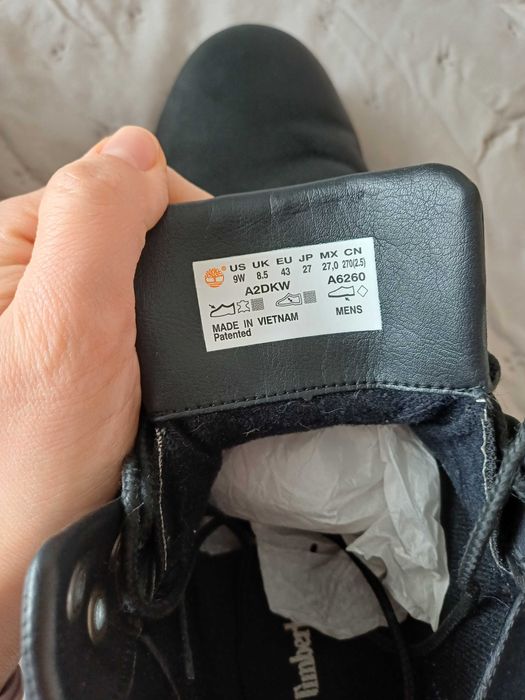 US UK EU JP MX CN
9W 8.5 43 27 27,0 270(2.5)
A2DKW A6260
MADE IN VIETNAM MENS
Patented
Timberl